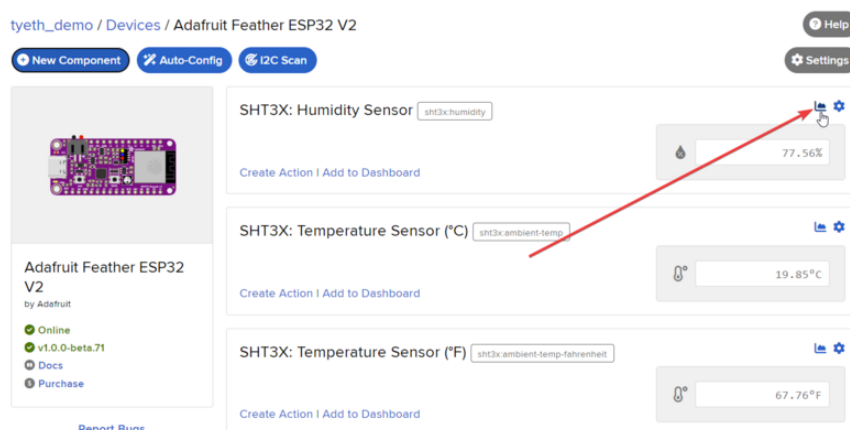 tyeth_demo / Devices / Adafruit Feather ESP32 V2
Help
New Component
Auto-Config
I2C Scan
Settings
SHT3X: Humidity Sensor
sht3x:humidity
77.56%
Create Action | Add to Dashboard
SHT3X: Temperature Sensor (°C)
sht3x:ambient-temp
19.85°C
Create Action | Add to Dashboard
Adafruit Feather ESP32
V2
by Adafruit
Online
v1.0.0-beta.71
Docs
Purchase
SHT3X: Temperature Sensor (°F)
sht3x:ambient-temp-fahrenheit
67.76°F
Create Action | Add to Dashboard
Report Bugs